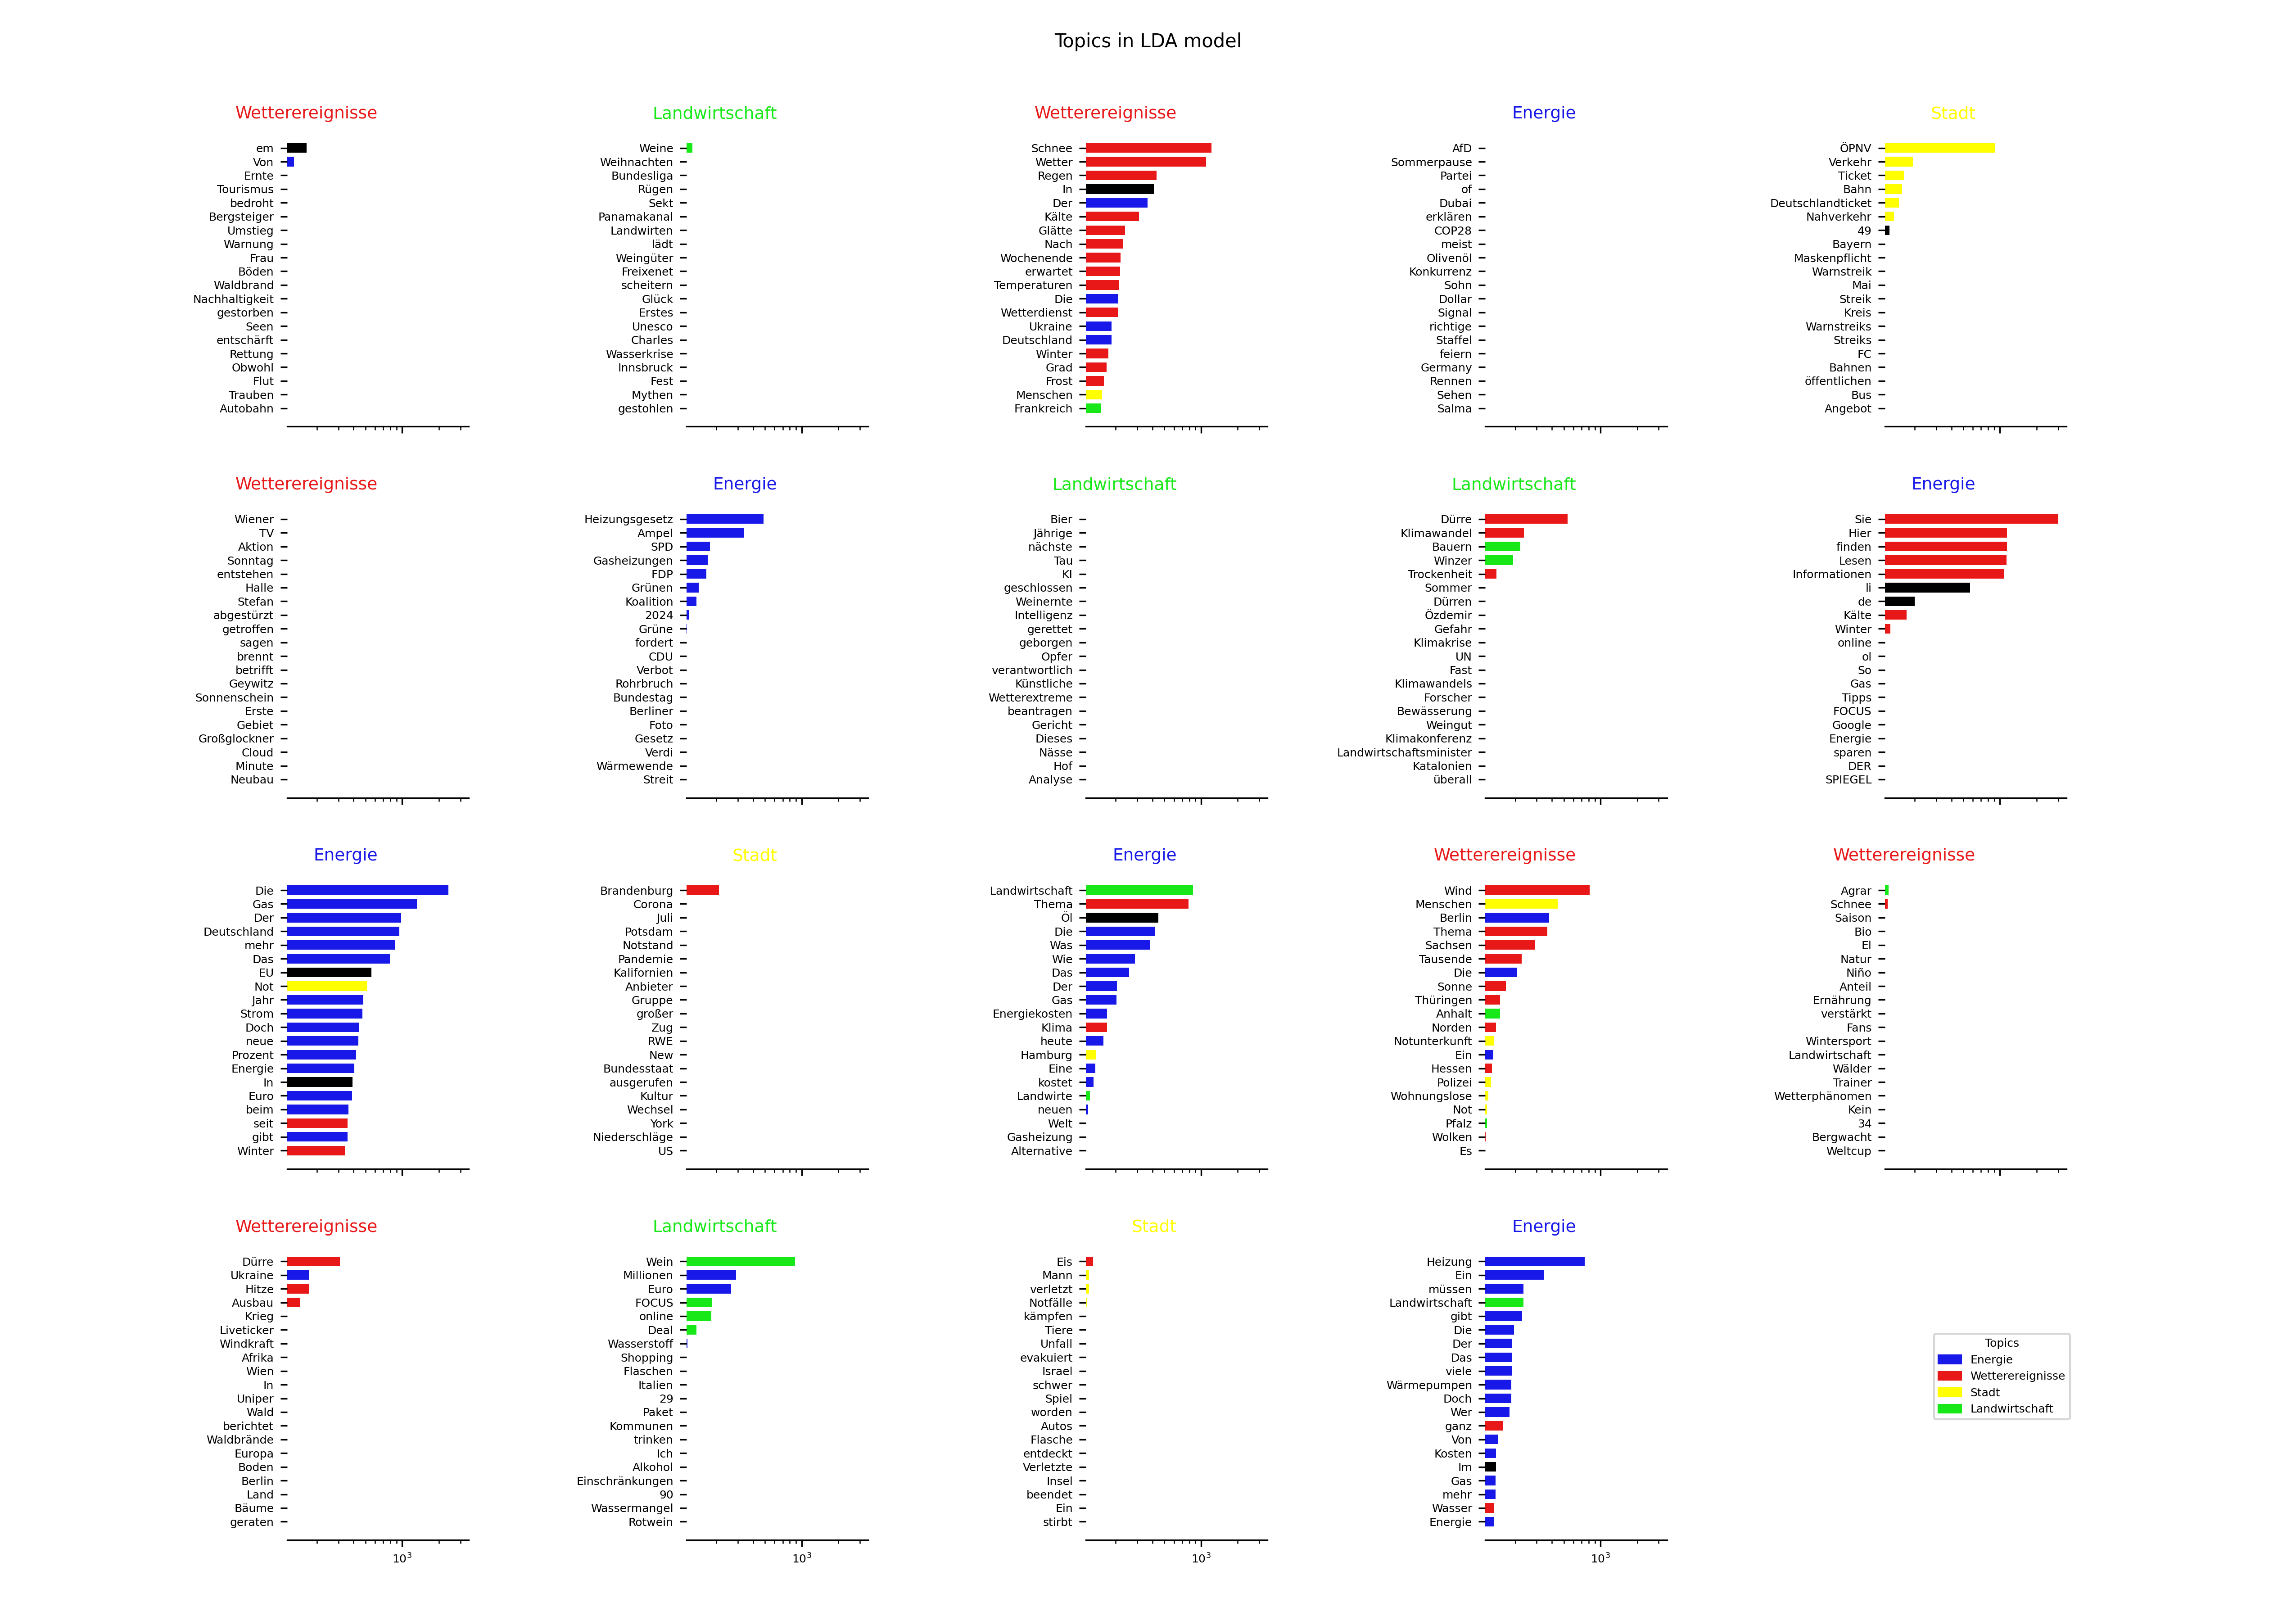 Topics in LDA model
Wetterereignisse
em
Von
Ernte
Tourismus
bedroht
Bergsteiger
Umstieg
Warnung
Frau
Böden
Waldbrand
Nachhaltigkeit
gestorben
Seen
entschärft
Rettung
Obwohl
Flut
Trauben
Autobahn
Landwirtschaft
Weine
Weihnachten
Bundesliga
Rügen
Sekt
Panamakanal
Landwirten
lädt
Weingüter
Freixenet
scheitern
Glück
Erstes
Unesco
Charles
Wasserkrise
Innsbruck
Fest
Mythen
gestohlen
Wetterereignisse
Schnee
Wetter
Regen
In
Der
Kälte
Glätte
Nach
Wochenende
erwartet
Temperaturen
Die
Wetterdienst
Ukraine
Deutschland
Winter
Grad
Frost
Menschen
Frankreich
Energie
AfD
Sommerpause
Partei
of
Dubai
erklären
COP28
meist
Olivenöl
Konkurrenz
Sohn
Dollar
Signal
richtige
Staffel
feiern
Germany
Rennen
Sehen
Salma
Stadt
ÖPNV
Verkehr
Ticket
Bahn
Deutschlandticket
Nahverkehr
49
Bayern
Maskenpflicht
Warnstreik
Mai
Streik
Kreis
Warnstreiks
Streiks
FC
Bahnen
öffentlichen
Bus
Angebot
Wetterereignisse
Wiener
TV
Aktion
Sonntag
entstehen
Halle
Stefan
abgestürzt
getroffen
sagen
brennt
betrifft
Geywitz
Sonnenschein
Erste
Gebiet
Großglockner
Cloud
Minute
Neubau
Energie
Heizungsgesetz
Ampel
SPD
Gasheizungen
FDP
Grünen
Koalition
2024
Grüne
fordert
CDU
Verbot
Rohrbruch
Bundestag
Berliner
Foto
Gesetz
Verdi
Wärmewende
Streit
Landwirtschaft
Bier
Jährige
nächste
Tau
KI
geschlossen
Weinernte
Intelligenz
gerettet
geborgen
Opfer
verantwortlich
Künstliche
Wetterextreme
beantragen
Gericht
Dieses
Nässe
Hof
Analyse
Landwirtschaft
Dürre
Klimawandel
Bauern
Winzer
Trockenheit
Sommer
Dürren
Özdemir
Gefahr
Klimakrise
UN
Fast
Klimawandels
Forscher
Bewässerung
Weingut
Klimakonferenz
Landwirtschaftsminister
Katalonien
überall
Energie
Sie
Hier
finden
Lesen
Informationen
li
de
Kälte
Winter
online
ol
So
Gas
Tipps
FOCUS
Google
Energie
sparen
DER
SPIEGEL
Energie
Die
Gas
Der
Deutschland
mehr
Das
EU
Not
Jahr
Strom
Doch
neue
Prozent
Energie
In
Euro
beim
seit
gibt
Winter
Stadt
Brandenburg
Corona
Juli
Potsdam
Notstand
Pandemie
Kalifornien
Anbieter
Gruppe
großer
Zug
RWE
New
Bundesstaat
ausgerufen
Kultur
Wechsel
York
Niederschläge
US
Energie
Landwirtschaft
Thema
Öl
Die
Was
Wie
Das
Der
Gas
Energiekosten
Klima
heute
Hamburg
Eine
kostet
Landwirte
neuen
Welt
Gasheizung
Alternative
Wetterereignisse
Wind
Menschen
Berlin
Thema
Sachsen
Tausende
Die
Sonne
Thüringen
Anhalt
Norden
Notunterkunft
Ein
Hessen
Polizei
Wohnungslose
Not
Pfalz
Wolken
Es
Wetterereignisse
Agrar
Schnee
Saison
Bio
El
Natur
Niño
Anteil
Ernährung
verstärkt
Fans
Wintersport
Landwirtschaft
Wälder
Trainer
Wetterphänomen
Kein
34
Bergwacht
Weltcup
Wetterereignisse
Dürre
Ukraine
Hitze
Ausbau
Krieg
Liveticker
Windkraft
Afrika
Wien
In
Uniper
Wald
berichtet
Waldbrände
Europa
Boden
Berlin
Land
Bäume
geraten
10³
Landwirtschaft
Wein
Millionen
Euro
FOCUS
online
Deal
Wasserstoff
Shopping
Flaschen
Italien
29
Paket
Kommunen
trinken
Ich
Alkohol
Einschränkungen
90
Wassermangel
Rotwein
10³
Stadt
Eis
Mann
verletzt
Notfälle
kämpfen
Tiere
Unfall
evakuiert
Israel
schwer
Spiel
worden
Autos
Flasche
entdeckt
Verletzte
Insel
beendet
Ein
stirbt
10³
Energie
Heizung
Ein
müssen
Landwirtschaft
gibt
Die
Der
Das
viele
Wärmepumpen
Doch
Wer
ganz
Von
Kosten
Im
Gas
mehr
Wasser
Energie
10³
Topics
Energie
Wetterereignisse
Stadt
Landwirtschaft